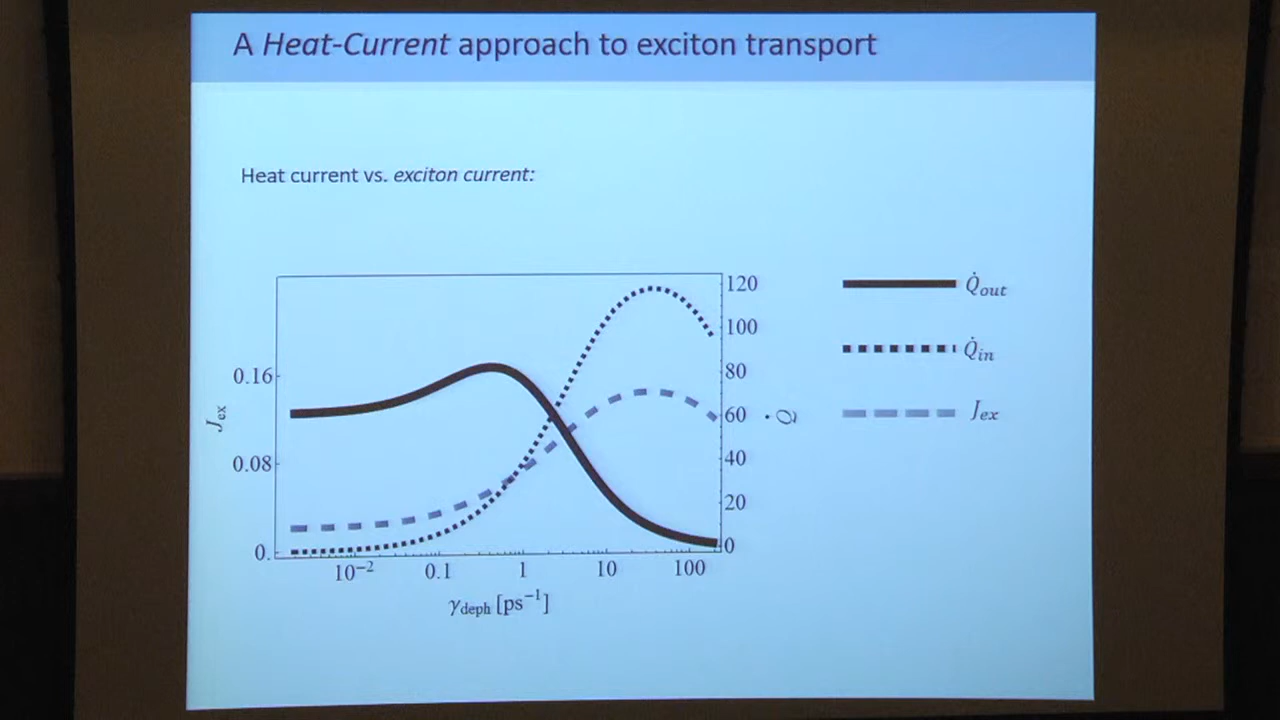 A Heat-Current approach to exciton transport
Heat current vs. exciton current:
120
100
80
60
40
20
0
0.16
0.08
0.
J_ex
Q̇
10⁻²
0.1
1
10
100
γ_deph [ps⁻¹]
Q̇_out
Q̇_in
J_ex